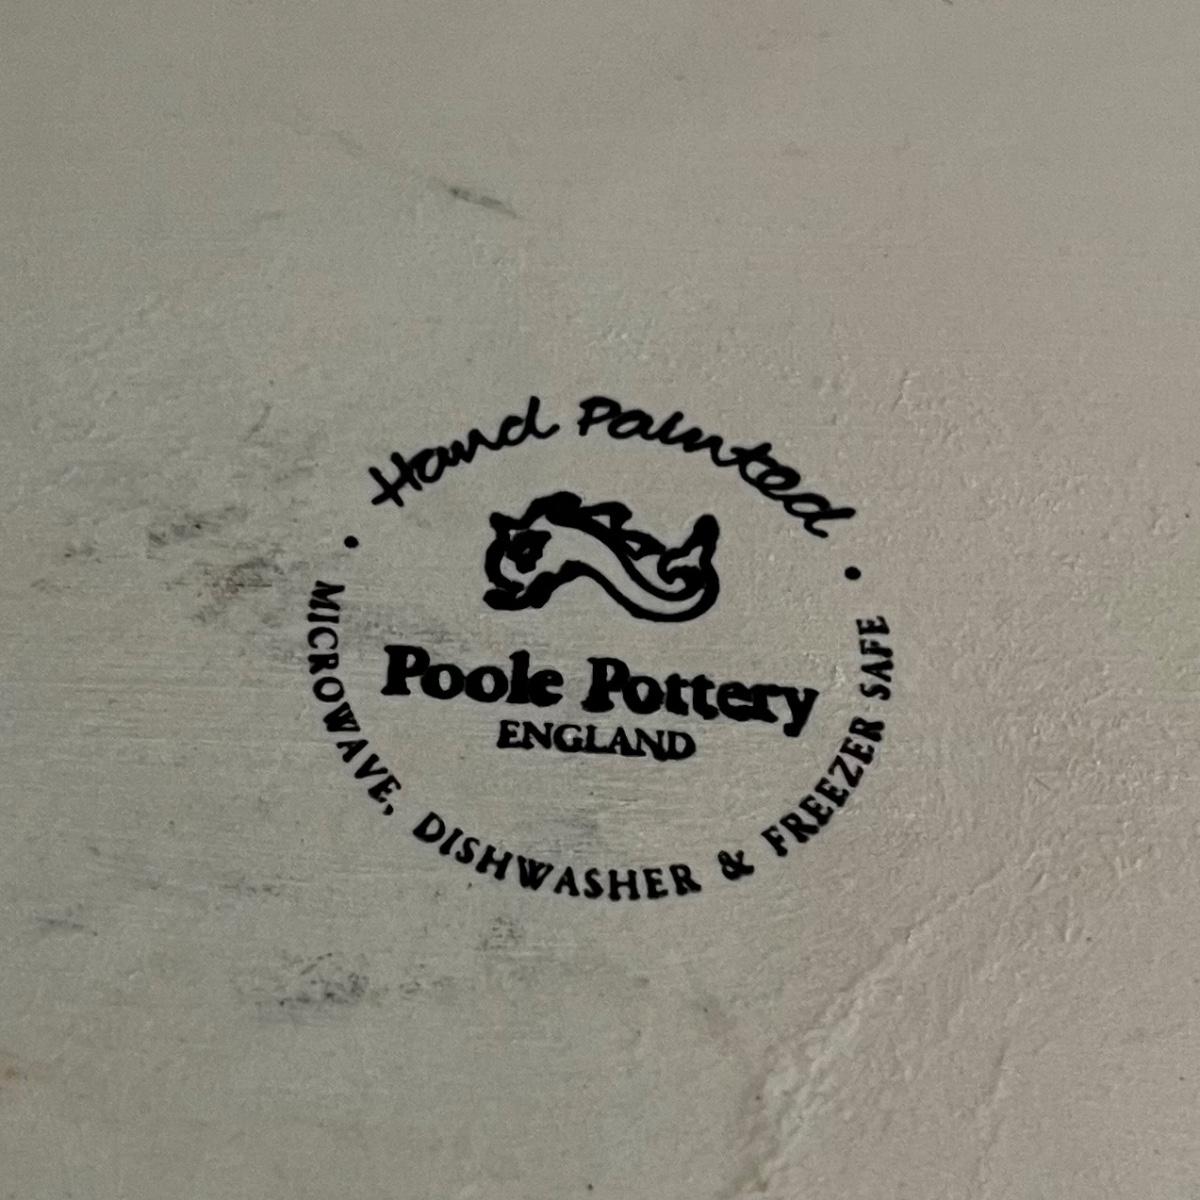 Hand Painted
Poole Pottery
ENGLAND
• MICROWAVE, DISHWASHER & FREEZER SAFE •